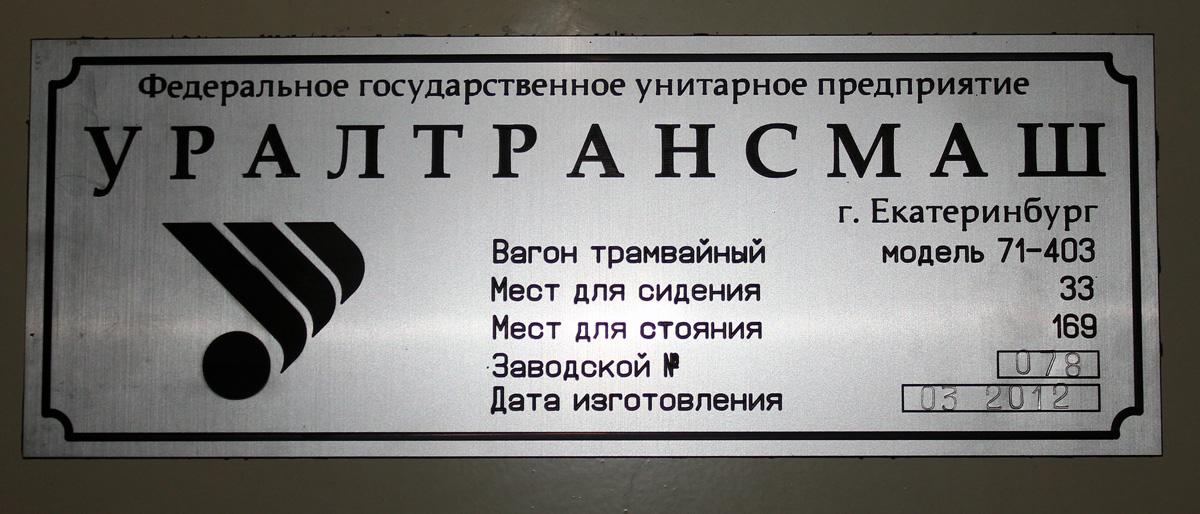 Федеральное государственное унитарное предприятие
УРАЛТРАНСМАШ
г. Екатеринбург
Вагон трамвайный модель 71-403
Мест для сидения 33
Мест для стояния 169
Заводской № 078
Дата изготовления 03 2012